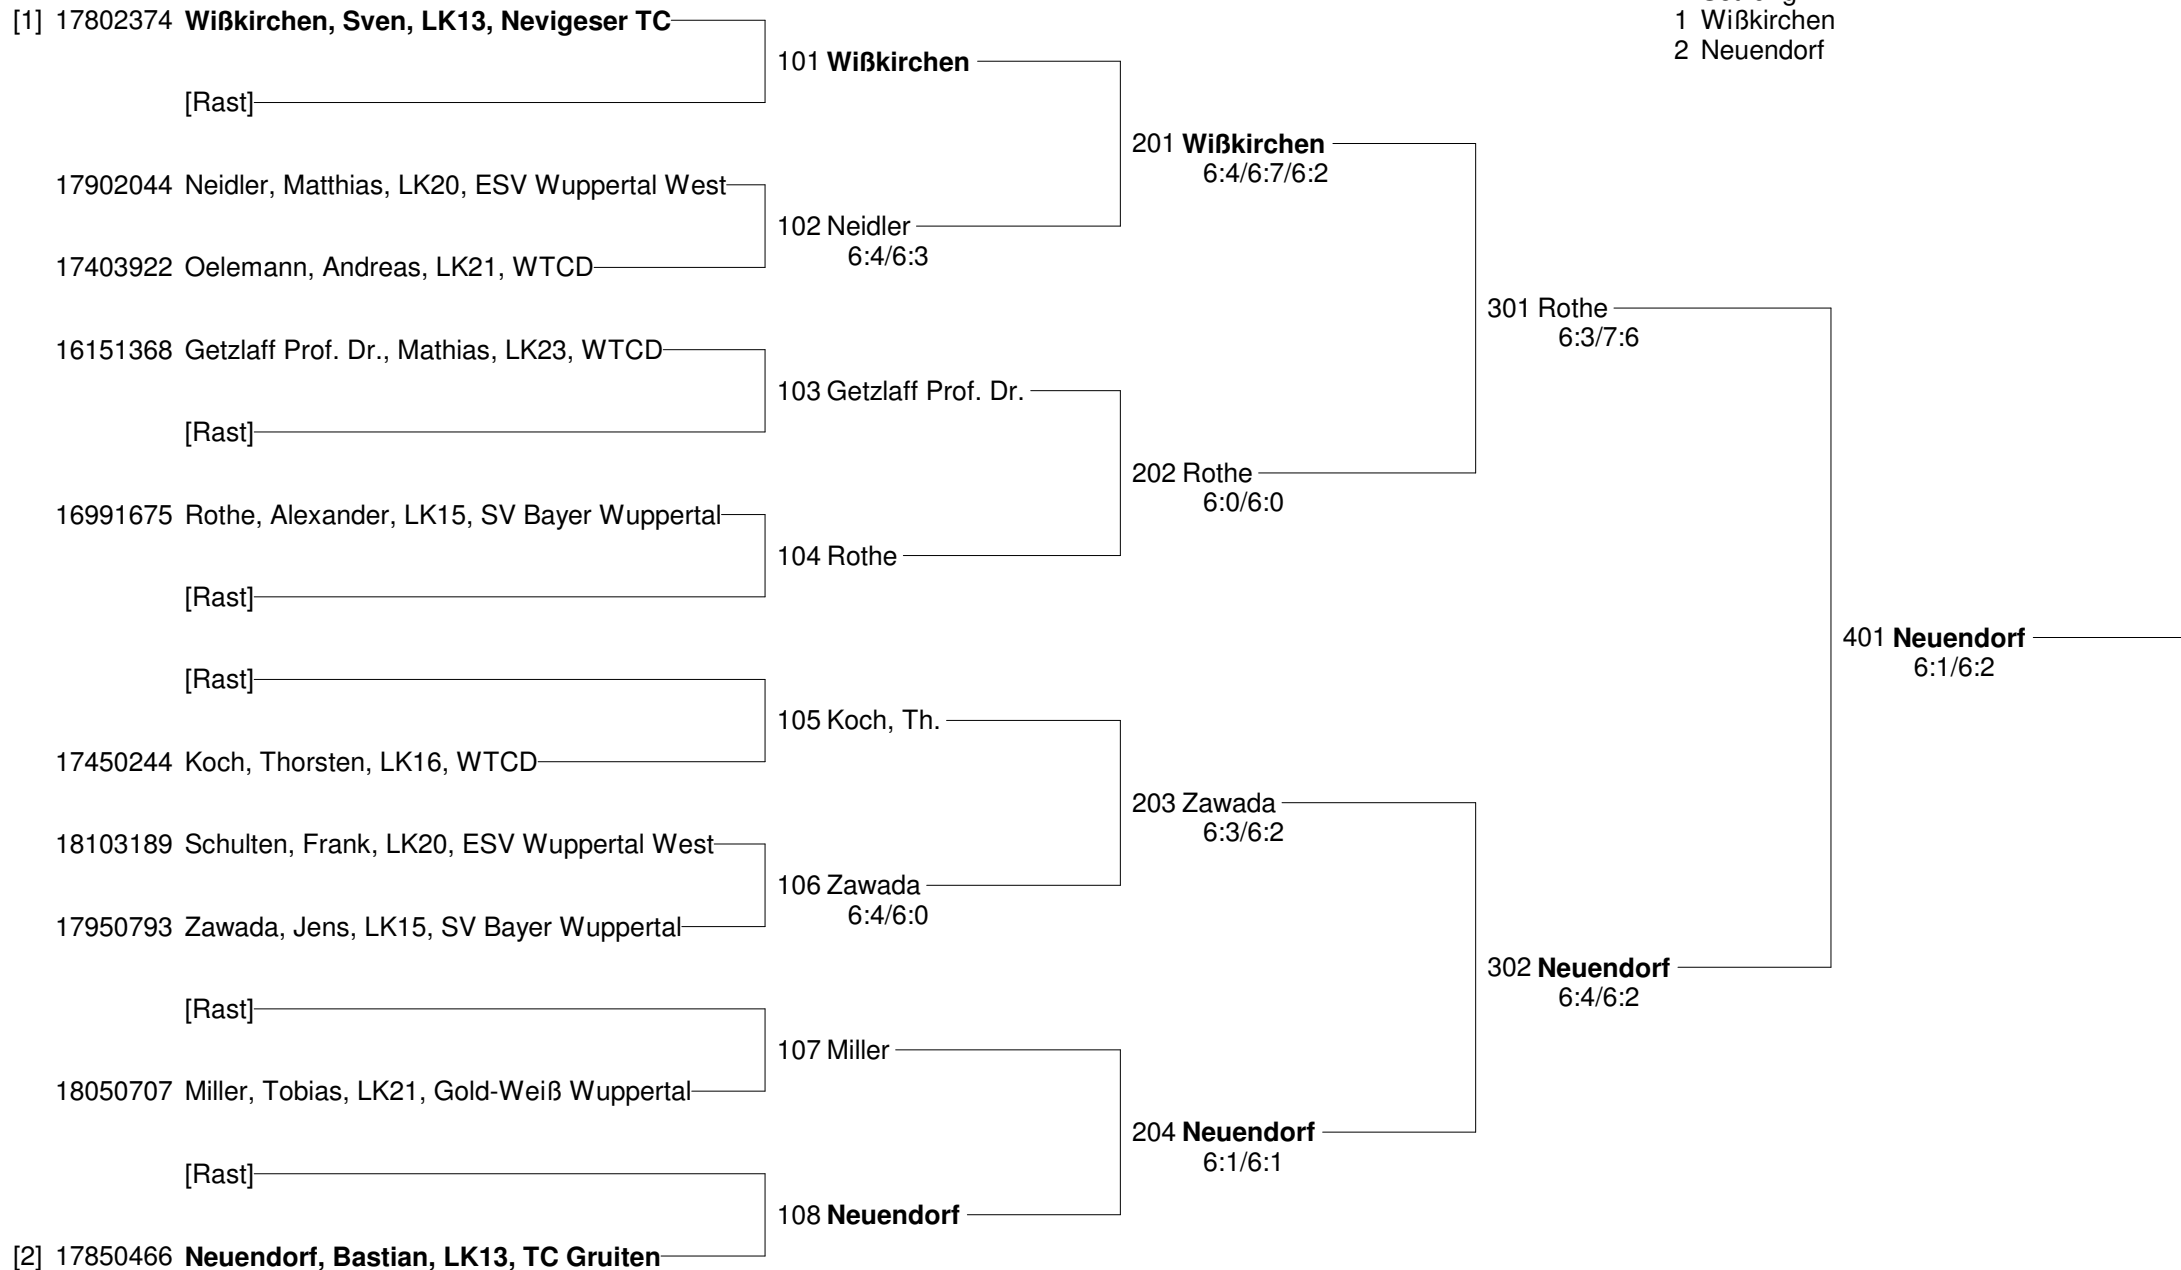 [1] 17802374 Wißkirchen, Sven, LK13, Nevigeser TC
[Rast]
17902044 Neidler, Matthias, LK20, ESV Wuppertal West
17403922 Oelemann, Andreas, LK21, WTCD
16151368 Getzlaff Prof. Dr., Mathias, LK23, WTCD
[Rast]
16991675 Rothe, Alexander, LK15, SV Bayer Wuppertal
[Rast]
[Rast]
17450244 Koch, Thorsten, LK16, WTCD
18103189 Schulten, Frank, LK20, ESV Wuppertal West
17950793 Zawada, Jens, LK15, SV Bayer Wuppertal
[Rast]
18050707 Miller, Tobias, LK21, Gold-Weiß Wuppertal
[Rast]
[2] 17850466 Neuendorf, Bastian, LK13, TC Gruiten
101 Wißkirchen
102 Neidler
6:4/6:3
103 Getzlaff Prof. Dr.
104 Rothe
105 Koch, Th.
106 Zawada
6:4/6:0
107 Miller
108 Neuendorf
201 Wißkirchen
6:4/6:7/6:2
202 Rothe
6:0/6:0
203 Zawada
6:3/6:2
204 Neuendorf
6:1/6:1
301 Rothe
6:3/7:6
302 Neuendorf
6:4/6:2
401 Neuendorf
6:1/6:2
1 Wißkirchen
2 Neuendorf